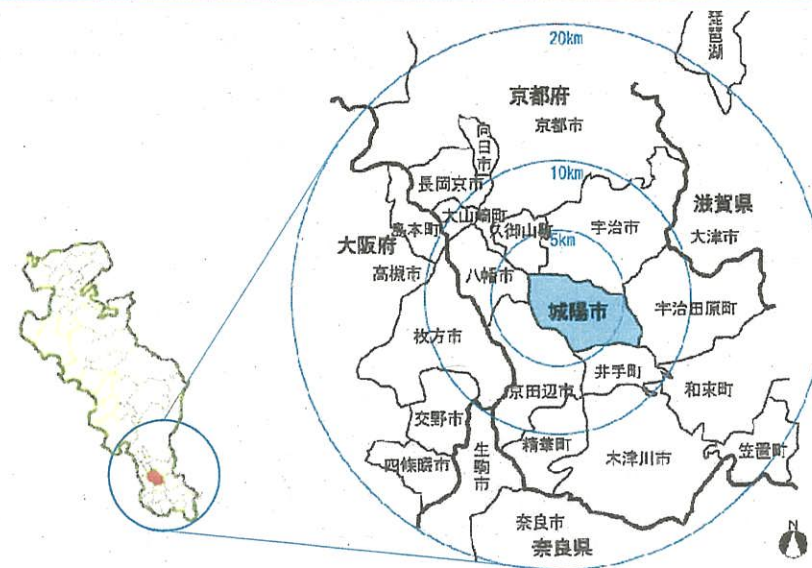 20km
琵琶湖
京都府
京都市
向日市
長岡京市
10km
滋賀県
大津市
大山崎町
久御山町
宇治市
島本町
5km
大阪府
高槻市
八幡市
城陽市
宇治田原町
枚方市
井手町
京田辺市
和束町
交野市
精華町
木津川市
笠置町
四條畷市
生駒市
奈良市
奈良県
N